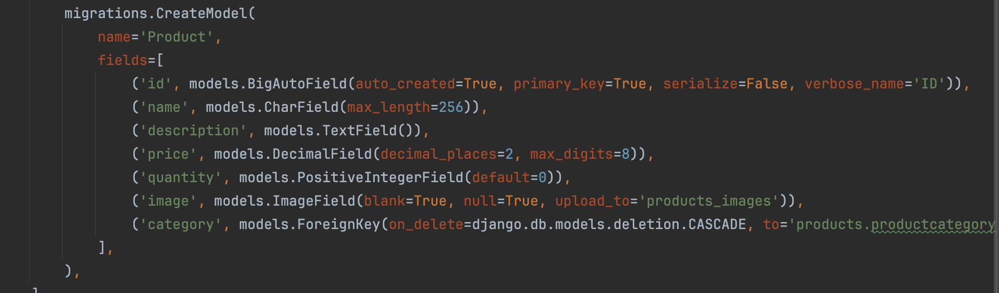 migrations.CreateModel(
name='Product',
fields=[
('id', models.BigAutoField(auto_created=True, primary_key=True, serialize=False, verbose_name='ID')),
('name', models.CharField(max_length=256)),
('description', models.TextField()),
('price', models.DecimalField(decimal_places=2, max_digits=8)),
('quantity', models.PositiveIntegerField(default=0)),
('image', models.ImageField(blank=True, null=True, upload_to='products_images')),
('category', models.ForeignKey(on_delete=django.db.models.deletion.CASCADE, to='products.productcategory
],
),
]